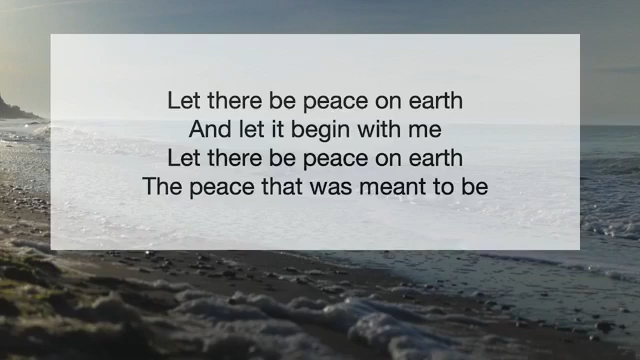 Let there be peace on earth
And let it begin with me
Let there be peace on earth
The peace that was meant to be